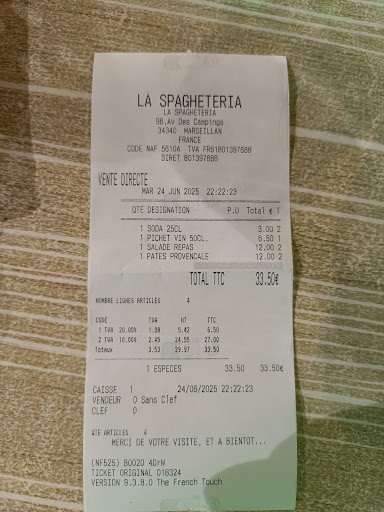 LA SPAGHETERIA
LA SPAGHETERIA
98,Av Des Campings
34340 MARSEILLAN
FRANCE
CODE NAF 5610A TVA FR61801397688
SIRET 801397688
VENTE DIRECTE
MAR 24 JUN 2025 22:22:23
QTE DESIGNATION P.U Total € T
1 SODA 25CL 3.00 2
1 PICHET VIN 50CL. 6.50 1
1 SALADE REPAS 12.00 2
1 PATES PROVENCALE 12.00 2
TOTAL TTC 33.50€
NOMBRE LIGNES ARTICLES 4
CODE TVA HT TTC
1 TVA 20.00% 1.08 5.42 6.50
2 TVA 10.00% 2.45 24.55 27.00
Totaux 3.53 29.97 33.50
1 ESPECES 33.50 33.50€
CAISSE 1 24/06/2025 22:22:23
VENDEUR 0 Sans Clef
CLEF 0
QTE ARTICLES 4
MERCI DE VOTRE VISITE, ET A BIENTOT...
(NF525) B0020 4DrW
TICKET ORIGINAL 018324
VERSION 9.3.8.0 The French Touch